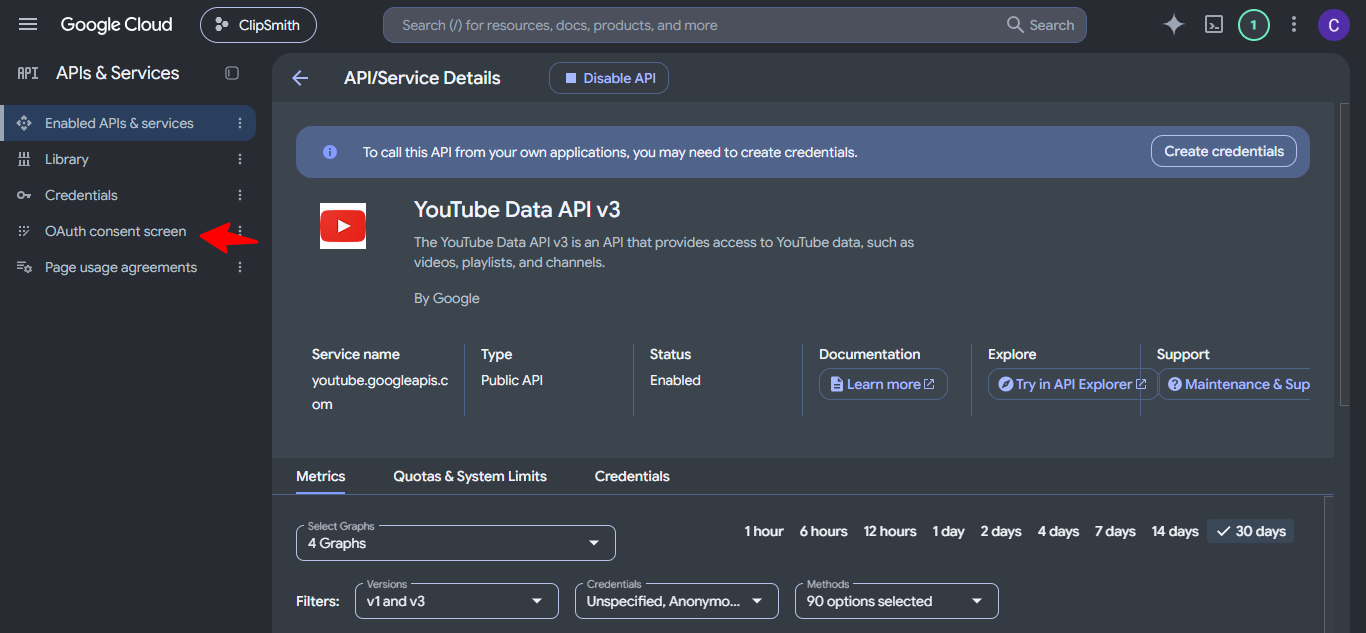 Google Cloud
ClipSmith
Search (/) for resources, docs, products, and more
Search
1
C
API APIs & Services
API/Service Details
Disable API
Enabled APIs & services
Library
Credentials
OAuth consent screen
Page usage agreements
To call this API from your own applications, you may need to create credentials.
Create credentials
YouTube Data API v3
The YouTube Data API v3 is an API that provides access to YouTube data, such as
videos, playlists, and channels.
By Google
Service name
youtube.googleapis.c
om
Type
Public API
Status
Enabled
Documentation
Learn more
Explore
Try in API Explorer
Support
Maintenance & Sup
Metrics
Quotas & System Limits
Credentials
Select Graphs
4 Graphs
1 hour
6 hours
12 hours
1 day
2 days
4 days
7 days
14 days
30 days
Filters:
Versions
v1 and v3
Credentials
Unspecified, Anonymo...
Methods
90 options selected